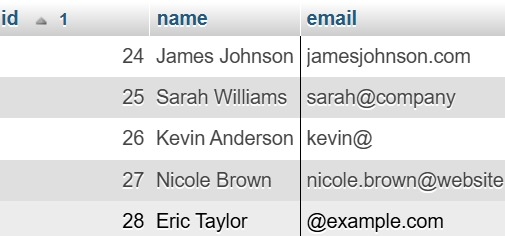 id 1 name email
24 James Johnson jamesjohnson.com
25 Sarah Williams sarah@company
26 Kevin Anderson kevin@
27 Nicole Brown nicole.brown@website
28 Eric Taylor @example.com